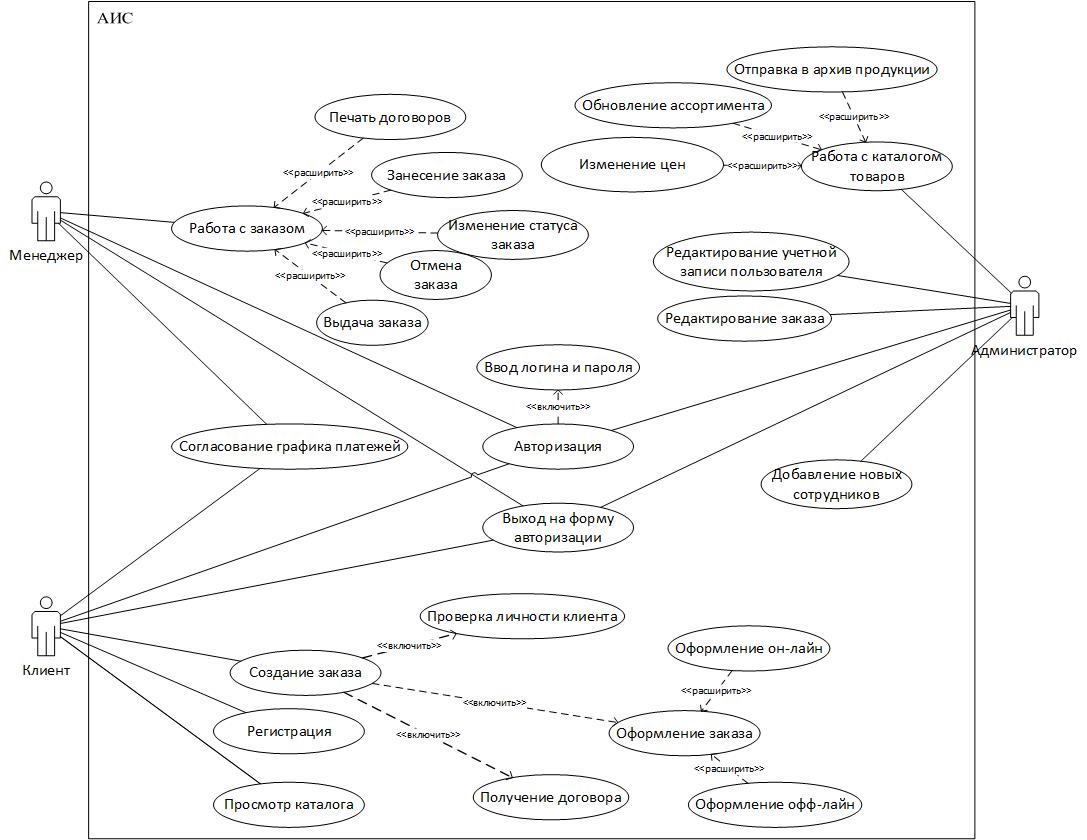 АИС
Отправка в архив продукции
Обновление ассортимента
<<расширить>>
Печать договоров
<<расширить>>
Изменение цен
<<расширить>>
Работа с каталогом
товаров
<<расширить>>
Занесение заказа
<<расширить>>
Работа с заказом
<<расширить>>
Изменение статуса
заказа
Менеджер
<<расширить>>
Отмена
заказа
<<расширить>>
Редактирование учетной
записи пользователя
Выдача заказа
Редактирование заказа
Администратор
Ввод логина и пароля
<<включить>>
Согласование графика платежей
Авторизация
Добавление новых
сотрудников
Выход на форму
авторизации
Проверка личности клиента
<<включить>>
Клиент
Создание заказа
Оформление он-лайн
<<расширить>>
<<включить>>
Регистрация
<<включить>>
Оформление заказа
<<расширить>>
Просмотр каталога
Получение договора
Оформление офф-лайн